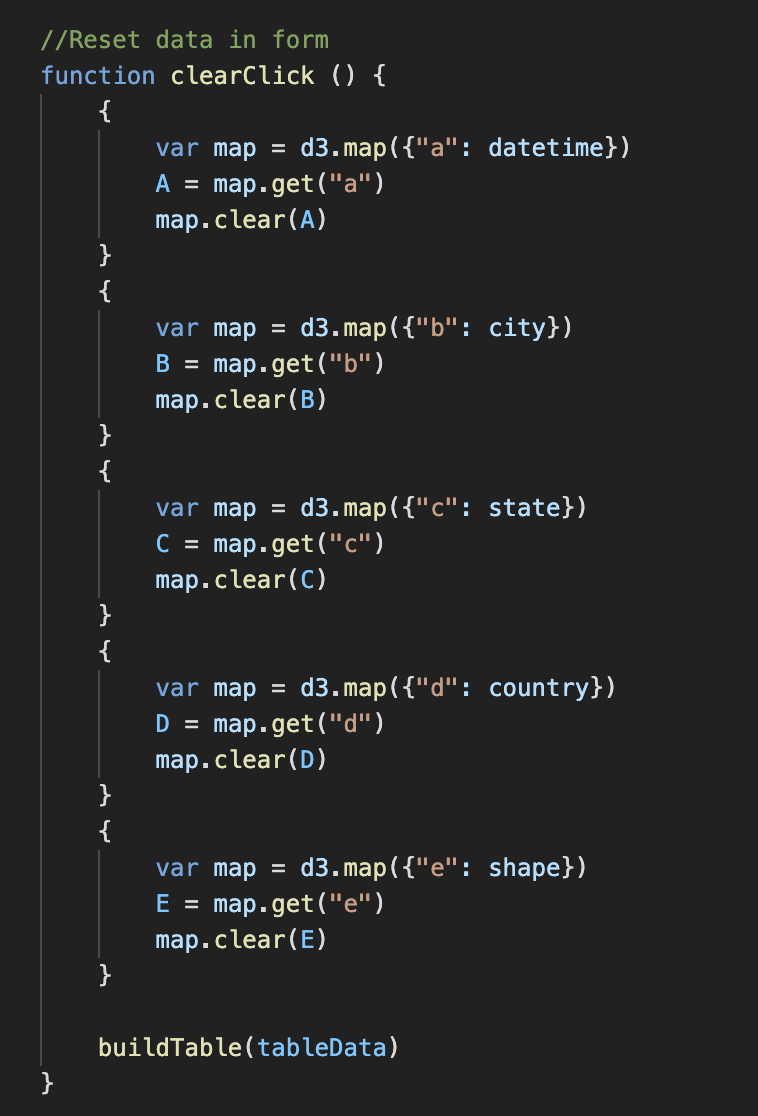 //Reset data in form
function clearClick () {
    {
        var map = d3.map({"a": datetime})
        A = map.get("a")
        map.clear(A)
    }
    {
        var map = d3.map({"b": city})
        B = map.get("b")
        map.clear(B)
    }
    {
        var map = d3.map({"c": state})
        C = map.get("c")
        map.clear(C)
    }
    {
        var map = d3.map({"d": country})
        D = map.get("d")
        map.clear(D)
    }
    {
        var map = d3.map({"e": shape})
        E = map.get("e")
        map.clear(E)
    }

    buildTable(tableData)
}